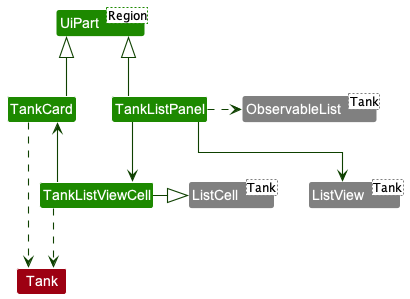 UiPart
Region
TankCard
TankListPanel
ObservableList
Tank
TankListViewCell
ListCell
Tank
ListView
Tank
Tank